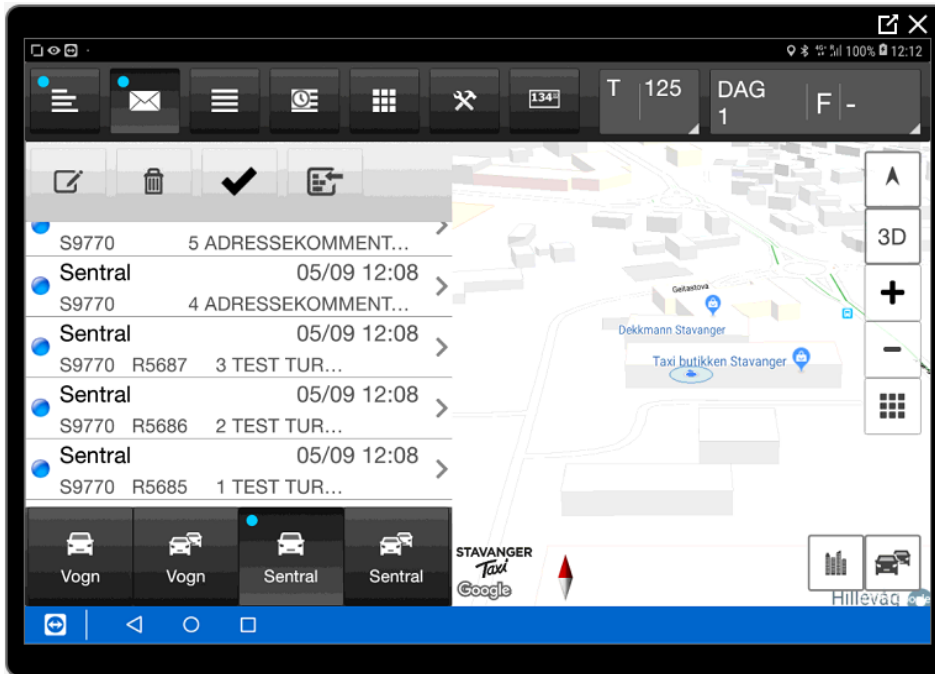 100% 12:12
134
T 125
DAG 1
F -
S9770 5 ADRESSEKOMMENT...
Sentral 05/09 12:08
S9770 4 ADRESSEKOMMENT...
Sentral 05/09 12:08
S9770 R5687 3 TEST TUR...
Sentral 05/09 12:08
S9770 R5686 2 TEST TUR...
Sentral 05/09 12:08
S9770 R5685 1 TEST TUR...
Vogn
Vogn
Sentral
Sentral
3D
Geitastova
Dekkmann Stavanger
Taxi butikken Stavanger
STAVANGER
Taxi
Google
Hillevåg